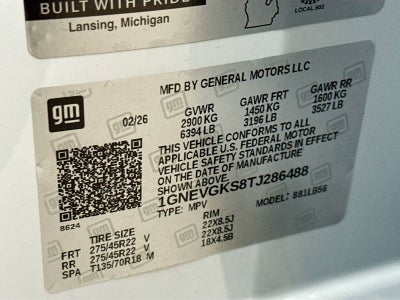 BUILT WITH PRIDE
Lansing, Michigan
LOCAL 602
gm
MFD BY GENERAL MOTORS LLC
02/26
GVWR GAWR FRT GAWR RR
2900 KG 1450 KG 1600 KG
6394 LB 3196 LB 3527 LB
THIS VEHICLE CONFORMS TO ALL
APPLICABLE U.S. FEDERAL MOTOR
VEHICLE SAFETY STANDARDS IN EFFECT
ON THE DATE OF MANUFACTURE
1GNEVGKS8TJ286488
TYPE: MPV MODEL: 881LB56
8624
TIRE SIZE RIM
FRT 275/45R22 V 22X8.5J
RR 275/45R22 V 22X8.5J
SPA T135/70R18 M 18X4.5B